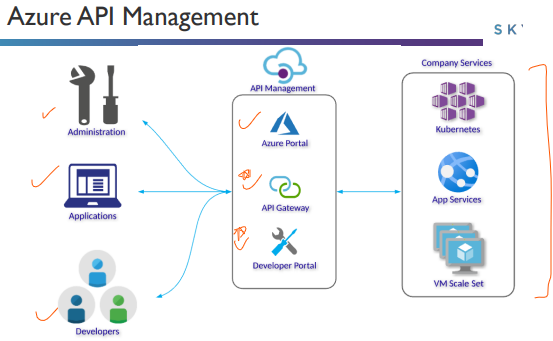 Azure API Management
SK
Company Services
API Management
Administration
Azure Portal
Kubernetes
Applications
API Gateway
App Services
Developer Portal
VM Scale Set
Developers